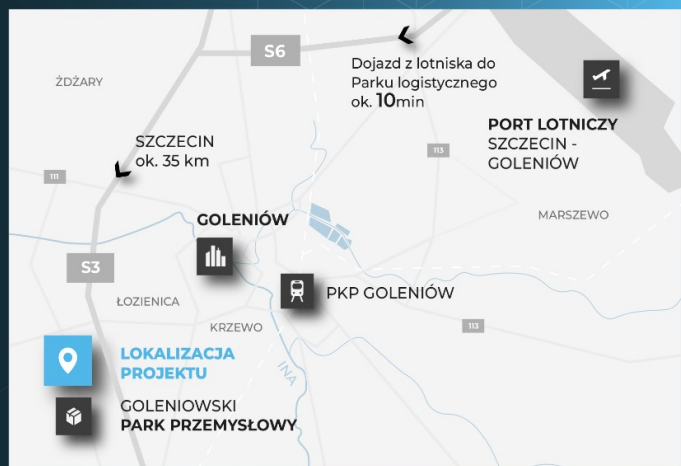 S6
Dojazd z lotniska do
Parku logistycznego
ok. 10min
ŻDŻARY
PORT LOTNICZY
SZCZECIN -
GOLENIÓW
SZCZECIN
ok. 35 km
113
111
GOLENIÓW
MARSZEWO
S3
PKP GOLENIÓW
ŁOZIENICA
KRZEWO
113
LOKALIZACJA
PROJEKTU
INA
GOLENIOWSKI
PARK PRZEMYSŁOWY